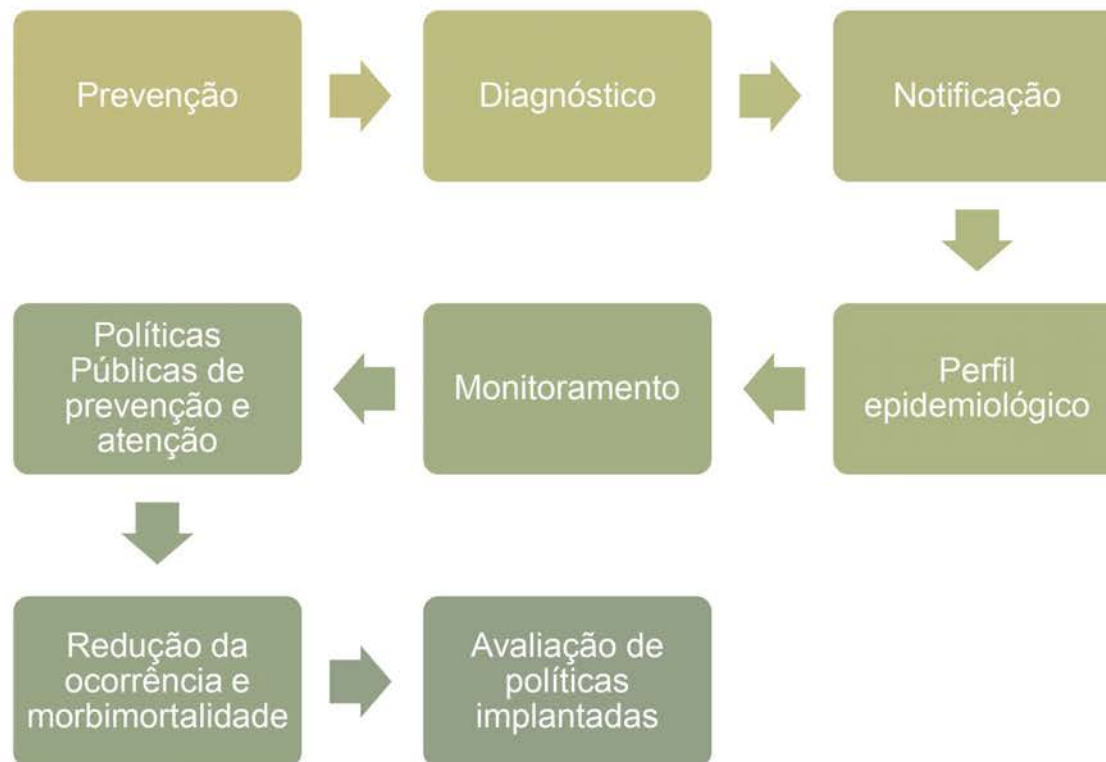 Prevenção
Diagnóstico
Notificação
Perfil
epidemiológico
Monitoramento
Políticas
Públicas de
prevenção e
atenção
Redução da
ocorrência e
morbimortalidade
Avaliação de
políticas
implantadas